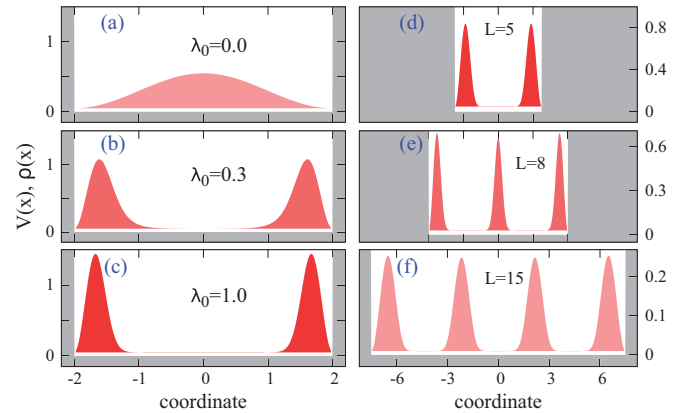 (a)
λ0=0.0
1
0
(b)
λ0=0.3
1
0
(c)
λ0=1.0
1
0
V(x), ρ(x)
-2
-1
0
1
2
coordinate
(d)
L=5
0.8
0.4
0
(e)
L=8
0.6
0.3
0
(f)
L=15
0.2
0.1
0
-6
-3
0
3
6
coordinate